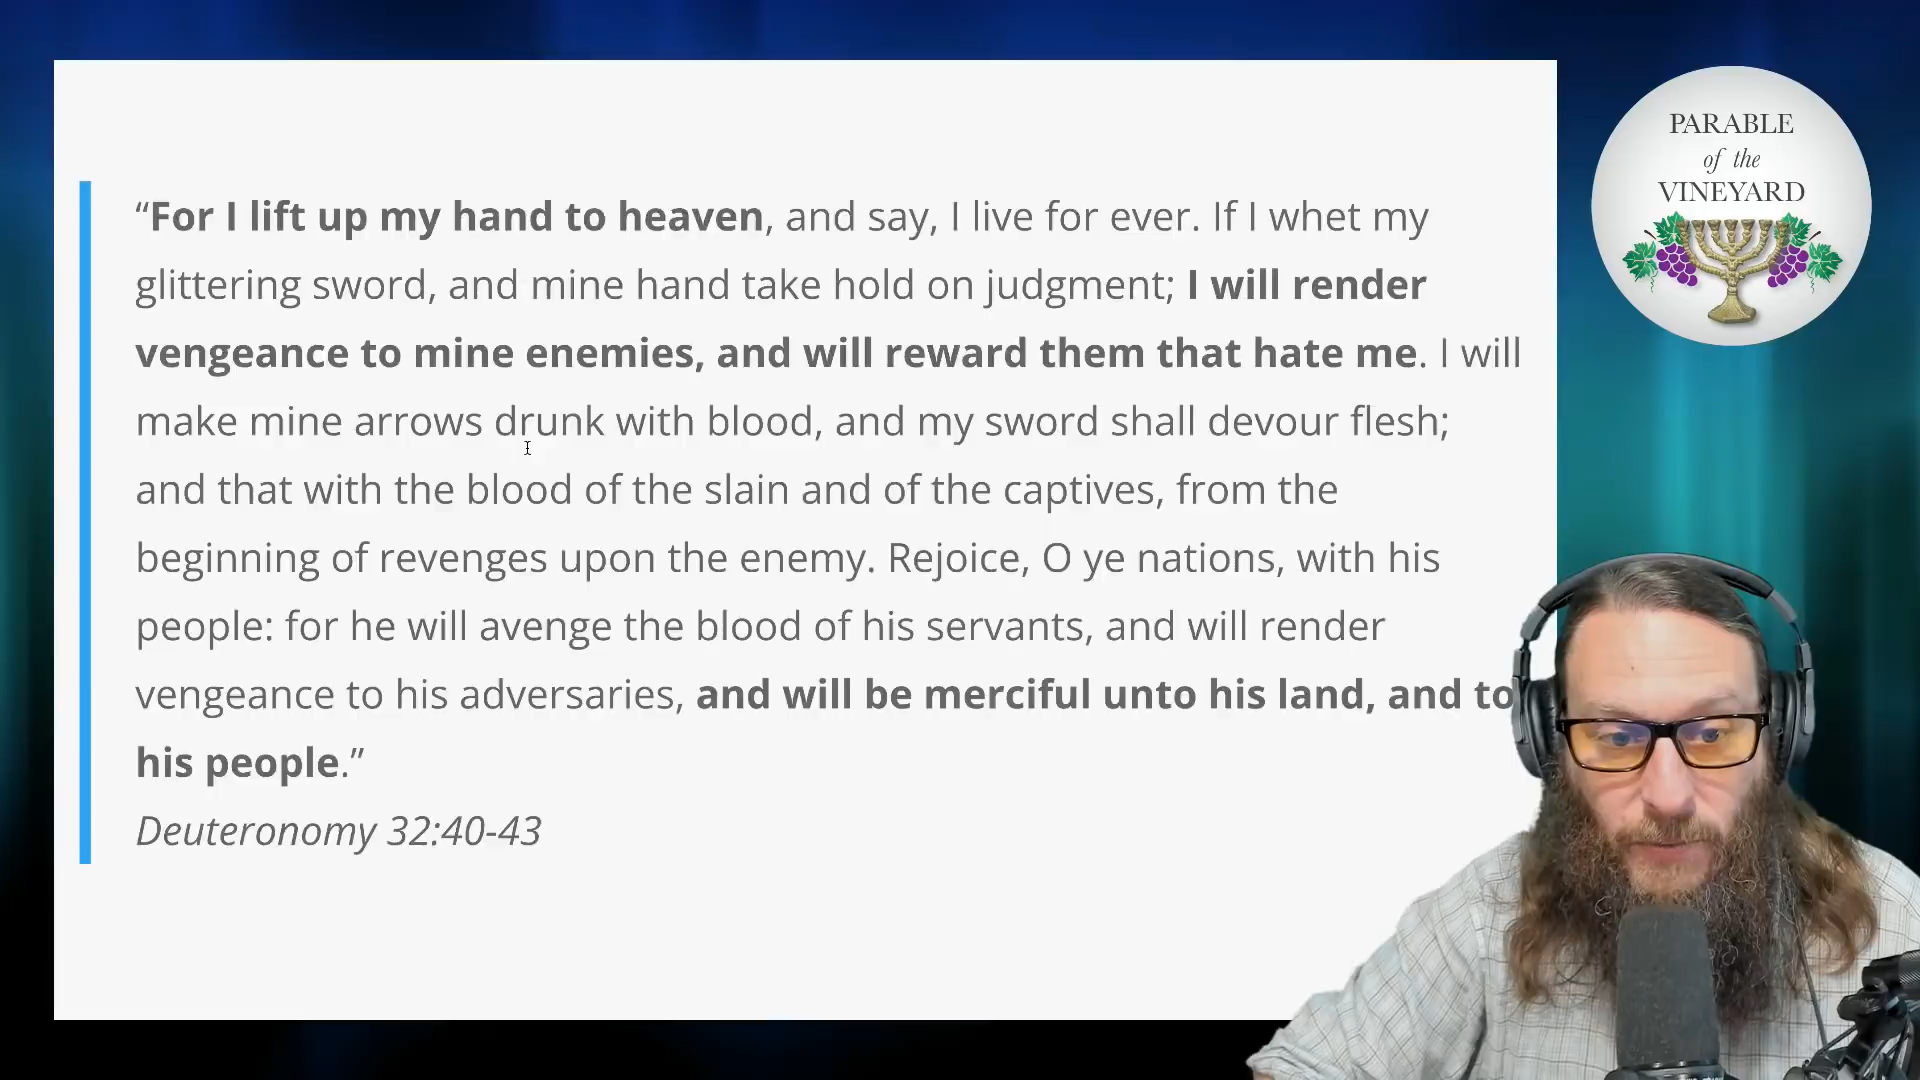 “For I lift up my hand to heaven, and say, I live for ever. If I whet my
glittering sword, and mine hand take hold on judgment; I will render
vengeance to mine enemies, and will reward them that hate me. I will
make mine arrows drunk with blood, and my sword shall devour flesh;
and that with the blood of the slain and of the captives, from the
beginning of revenges upon the enemy. Rejoice, O ye nations, with his
people: for he will avenge the blood of his servants, and will render
vengeance to his adversaries, and will be merciful unto his land, and to
his people.”
Deuteronomy 32:40-43
PARABLE
of the
VINEYARD